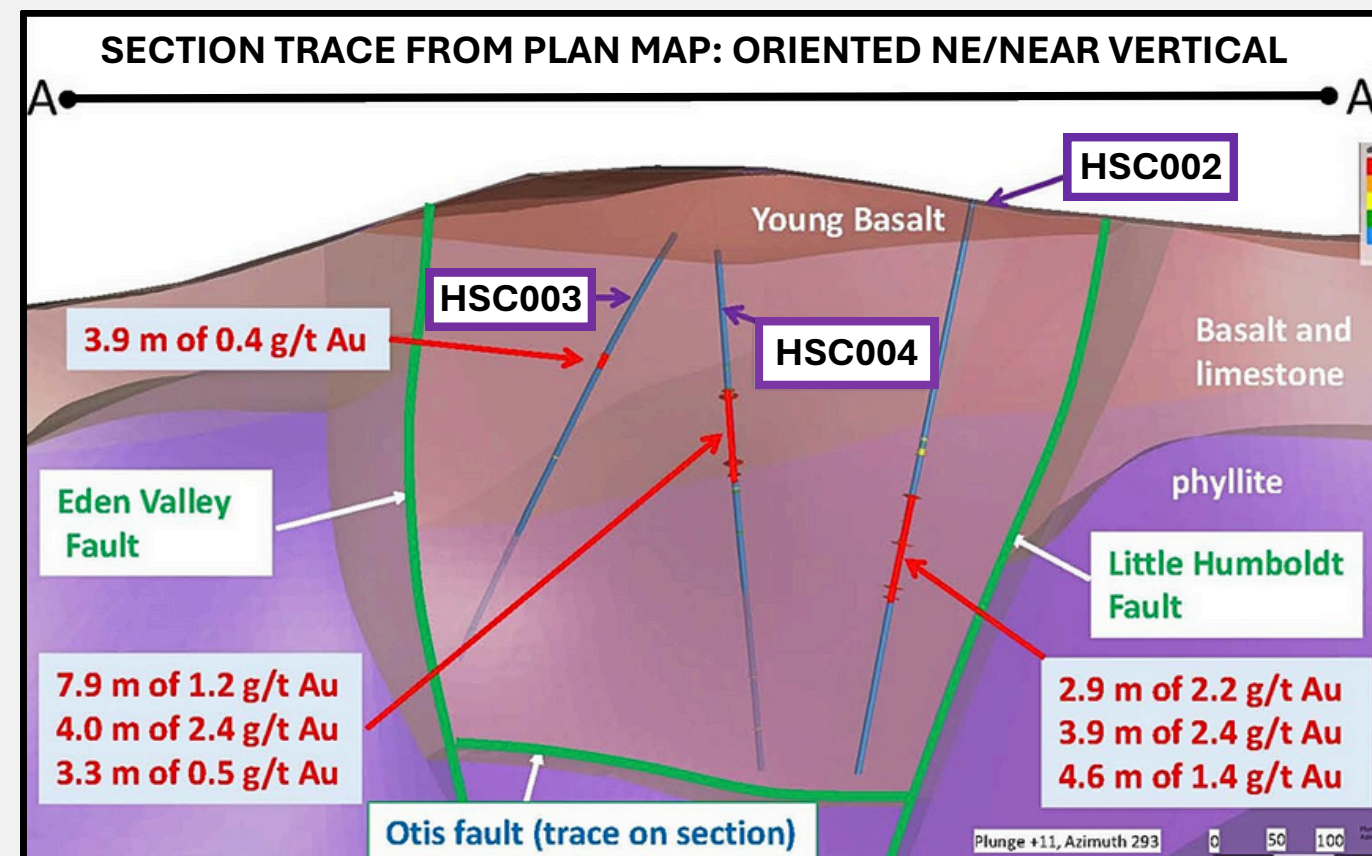 SECTION TRACE FROM PLAN MAP: ORIENTED NE/NEAR VERTICAL
A
A
HSC002
Young Basalt
HSC003
3.9 m of 0.4 g/t Au
HSC004
Basalt and
limestone
phyllite
Eden Valley
Fault
Little Humboldt
Fault
7.9 m of 1.2 g/t Au
4.0 m of 2.4 g/t Au
3.3 m of 0.5 g/t Au
2.9 m of 2.2 g/t Au
3.9 m of 2.4 g/t Au
4.6 m of 1.4 g/t Au
Otis fault (trace on section)
Plunge +11, Azimuth 293
0 50 100